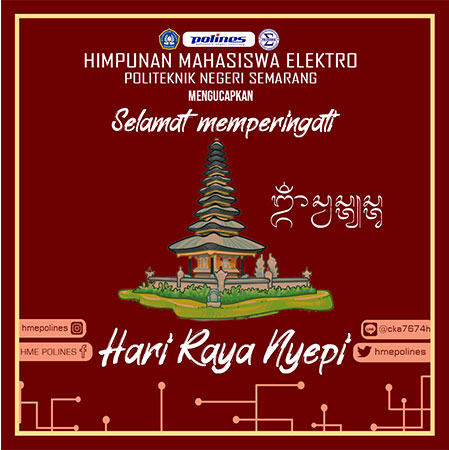 polines
HIMPUNAN MAHASISWA ELEKTRO
POLITEKNIK NEGERI SEMARANG
MENGUCAPKAN
Selamat memperingati
hmepolines
@cka7674h
HME POLINES
hmepolines
Hari Raya Nyepi